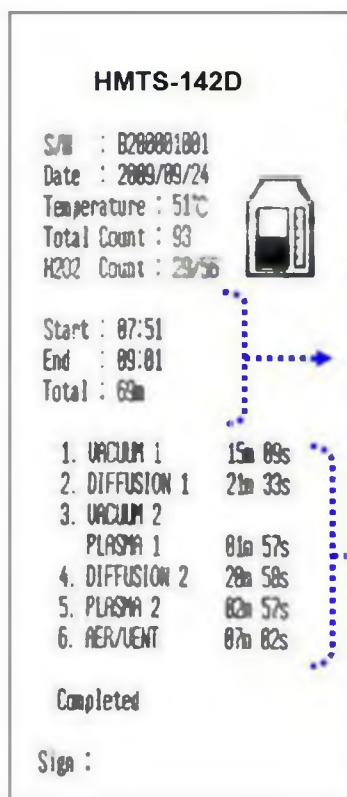 HMTS-142D
S/N : B200001001
Date : 2009/09/24
Temperature : 51℃
Total Count : 93
H2O2 Count : 29/56
Start : 07:51
End : 09:01
Total : 69m
1. VACUUM 1 15m 09s
2. DIFFUSION 1 21m 33s
3. VACUUM 2
PLASMA 1 01m 57s
4. DIFFUSION 2 20m 58s
5. PLASMA 2 02m 57s
6. AER/VENT 07m 02s
Completed
Sign :